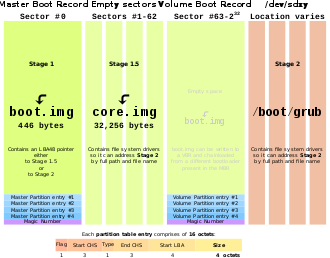 Master Boot Record Empty sectors Volume Boot Record /dev/sdxy
Sector #0 Sectors #1-62 Sector #63-2³² Location varies
Stage 1 Stage 1.5 Stage 2
boot.img core.img boot.img /boot/grub
446 bytes 32,256 bytes
Contains an LBA48 pointer
either
to Stage 1.5
or
to Stage 2
Contains file system drivers
so it can address Stage 2
by full path and file name
Contains file system drivers
so it can address Stage 2
by full path and file name
Master Partition entry #1
Master Partition entry #2
Master Partition entry #3
Master Partition entry #4
Magic Number
Volume Partition entry #1
Volume Partition entry #2
Volume Partition entry #3
Volume Partition entry #4
Magic Number
Each partition table entry comprises of 16 octets:
Flag Start CHS Type End CHS Start LBA Size
1 3 1 3 4 4 octets